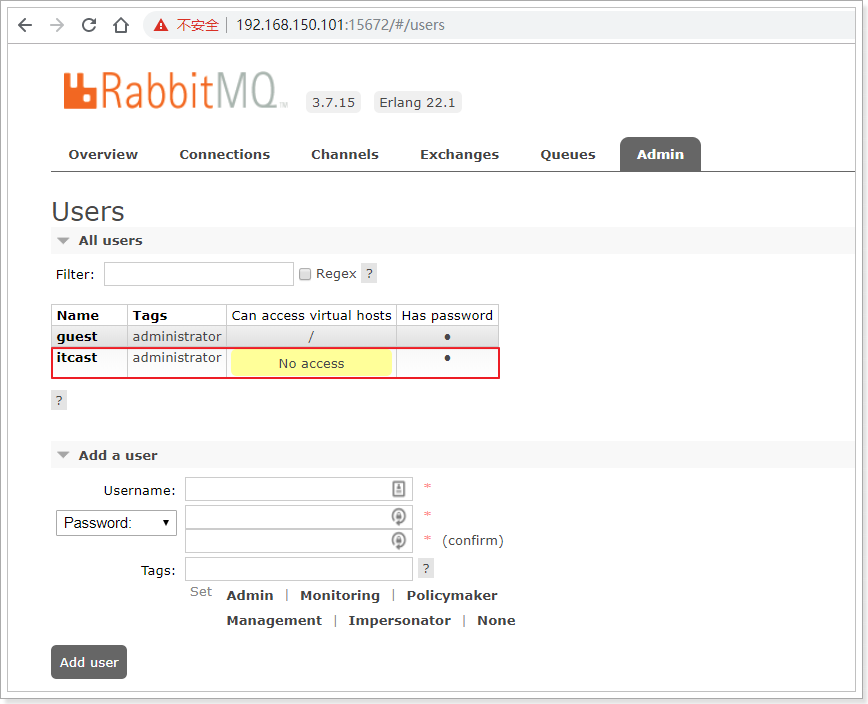 不安全 | 192.168.150.101:15672/#/users
RabbitMQ TM 3.7.15 Erlang 22.1
Overview Connections Channels Exchanges Queues Admin
Users
All users
Filter: Regex ?
Name Tags Can access virtual hosts Has password
guest administrator / ●
itcast administrator No access ●
?
Add a user
Username: *
Password: *
* (confirm)
Tags: ?
Set Admin | Monitoring | Policymaker
Management | Impersonator | None
Add user